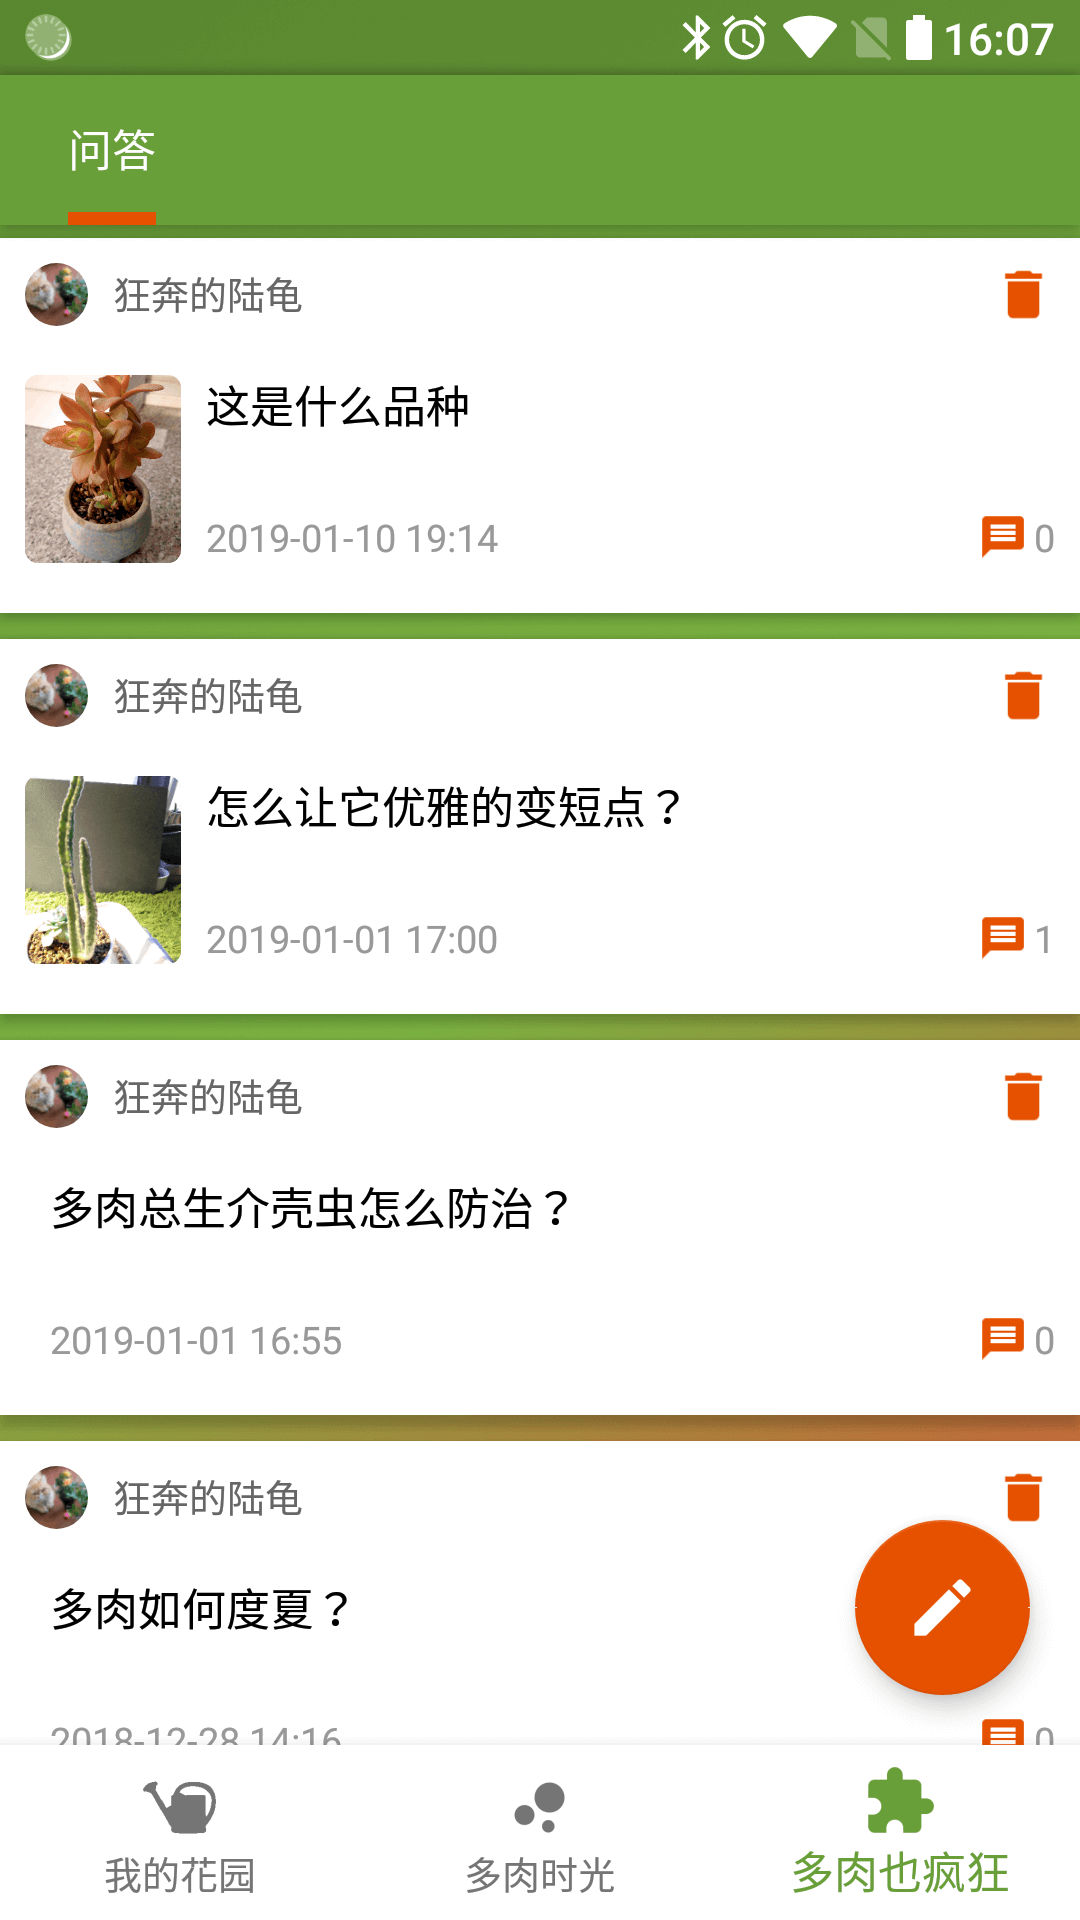 16:07
问答
狂奔的陆龟
这是什么品种
2019-01-10 19:14
0
狂奔的陆龟
怎么让它优雅的变短点？
2019-01-01 17:00
1
狂奔的陆龟
多肉总生介壳虫怎么防治？
2019-01-01 16:55
0
狂奔的陆龟
多肉如何度夏？
2018-12-28 14:16
0
我的花园
多肉时光
多肉也疯狂